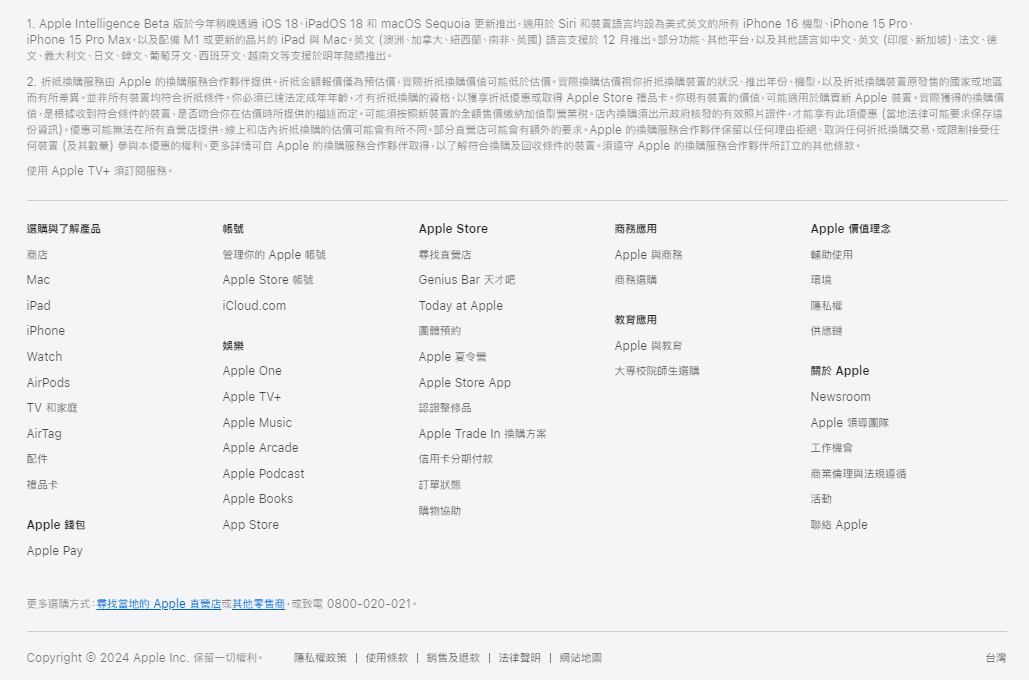 1. Apple Intelligence Beta 版於今年稍晚透過 iOS 18、iPadOS 18 和 macOS Sequoia 更新推出，適用於 Siri 和裝置語言均設為美式英文的所有 iPhone 16 機型、iPhone 15 Pro、
iPhone 15 Pro Max，以及配備 M1 或更新的晶片的 iPad 與 Mac。英文 (澳洲、加拿大、紐西蘭、南非、英國) 語言支援於 12 月推出。部分功能、其他平台，以及其他語言如中文、英文 (印度、新加坡)、法文、德
文、義大利文、日文、韓文、葡萄牙文、西班牙文、越南文等支援於明年陸續推出。
2. 折抵換購服務由 Apple 的換購服務合作夥伴提供。折抵金額報價僅為預估價，實際折抵換購價值可能低於估價。實際換購估價視你折抵換購裝置的狀況、推出年份、機型，以及折抵換購裝置原發售的國家或地區
而有所差異。並非所有裝置均符合折抵條件。你必須已達法定成年年齡，才有折抵換購的資格，以獲享折抵優惠或取得 Apple Store 禮品卡。你現有裝置的價值，可能適用於購買新 Apple 裝置。實際獲得的換購價
值，是根據收到符合條件的裝置，是否吻合你在估價時所提供的描述而定。可能須按照新裝置的全額售價繳納加值型營業稅。店內換購須出示政府核發的有效照片證件，才能享有此項優惠 (當地法律可能要求保存這
份資訊)。優惠可能無法在所有直營店提供，線上和店內折抵換購的估價可能會有所不同。部分直營店可能會有額外的要求。Apple 的換購服務合作夥伴保留以任何理由拒絕、取消任何折抵換購交易，或限制接受任
何裝置 (及其數量) 參與本優惠的權利。更多詳情可自 Apple 的換購服務合作夥伴取得，以了解符合換購及回收條件的裝置。須遵守 Apple 的換購服務合作夥伴所訂立的其他條款。
使用 Apple TV+ 須訂閱服務。
選購與了解產品
商店
Mac
iPad
iPhone
Watch
AirPods
TV 和家庭
AirTag
配件
禮品卡
Apple 錢包
Apple Pay
帳號
管理你的 Apple 帳號
Apple Store 帳號
iCloud.com
娛樂
Apple One
Apple TV+
Apple Music
Apple Arcade
Apple Podcast
Apple Books
App Store
Apple Store
尋找直營店
Genius Bar 天才吧
Today at Apple
團體預約
Apple 夏令營
Apple Store App
認證整修品
Apple Trade In 換購方案
信用卡分期付款
訂單狀態
購物協助
商務應用
Apple 與商務
商務選購
教育應用
Apple 與教育
大專校院師生選購
Apple 價值理念
輔助使用
環境
隱私權
供應鏈
關於 Apple
Newsroom
Apple 領導團隊
工作機會
商業倫理與法規遵循
活動
聯絡 Apple
更多選購方式：尋找當地的 Apple 直營店或其他零售商，或致電 0800-020-021。
Copyright © 2024 Apple Inc. 保留一切權利。 隱私權政策 | 使用條款 | 銷售及退款 | 法律聲明 | 網站地圖 台灣